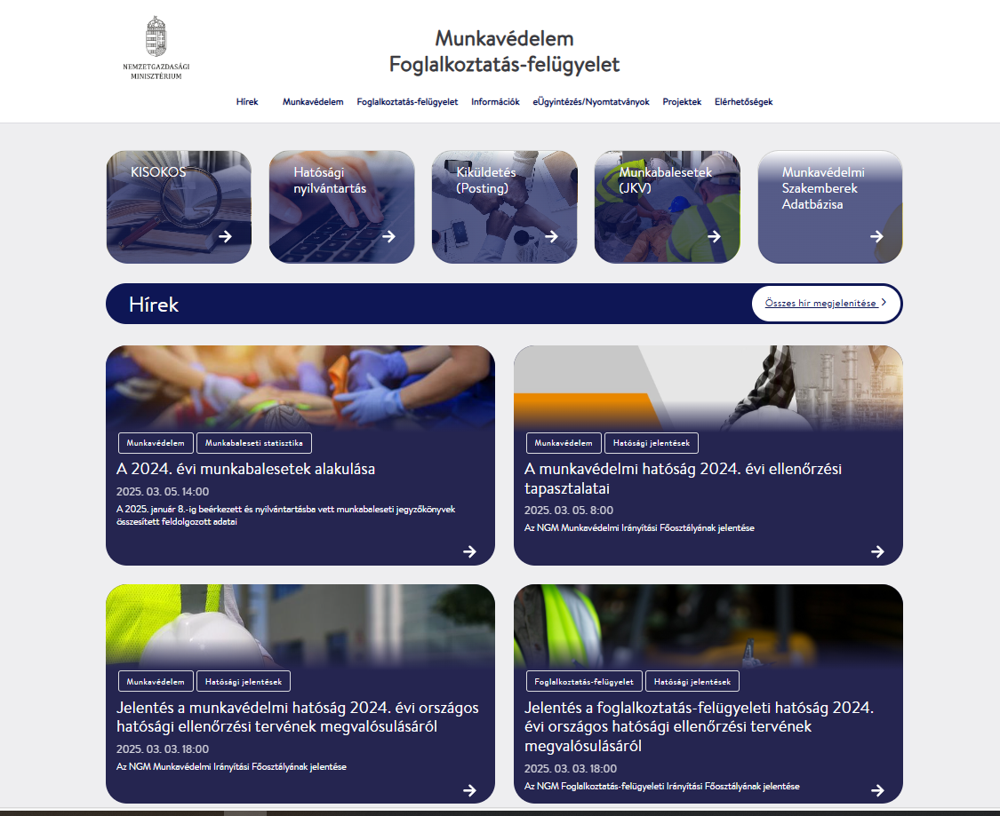 NEMZETGAZDASÁGI
MINISZTÉRIUM
Munkavédelem
Foglalkoztatás-felügyelet
Hírek Munkavédelem Foglalkoztatás-felügyelet Információk eÜgyintézés/Nyomtatványok Projektek Elérhetőségek
KISOKOS
Hatósági
nyilvántartás
Kiküldetés
(Posting)
Munkabalesetek
(JKV)
Munkavédelmi
Szakemberek
Adatbázisa
Hírek
Összes hír megjelenítése
Munkavédelem Munkabaleseti statisztika
A 2024. évi munkabalesetek alakulása
2025. 03. 05. 14:00
A 2025. január 8.-ig beérkezett és nyilvántartásba vett munkabaleseti jegyzőkönyvek
összesített feldolgozott adatai
Munkavédelem Hatósági jelentések
A munkavédelmi hatóság 2024. évi ellenőrzési
tapasztalatai
2025. 03. 05. 8:00
Az NGM Munkavédelmi Irányítási Főosztályának jelentése
Munkavédelem Hatósági jelentések
Jelentés a munkavédelmi hatóság 2024. évi országos
hatósági ellenőrzési tervének megvalósulásáról
2025. 03. 03. 18:00
Az NGM Munkavédelmi Irányítási Főosztályának jelentése
Foglalkoztatás-felügyelet Hatósági jelentések
Jelentés a foglalkoztatás-felügyeleti hatóság 2024.
évi országos hatósági ellenőrzési tervének
megvalósulásáról
2025. 03. 03. 18:00
Az NGM Foglalkoztatás-felügyeleti Irányítási Főosztályának jelentése